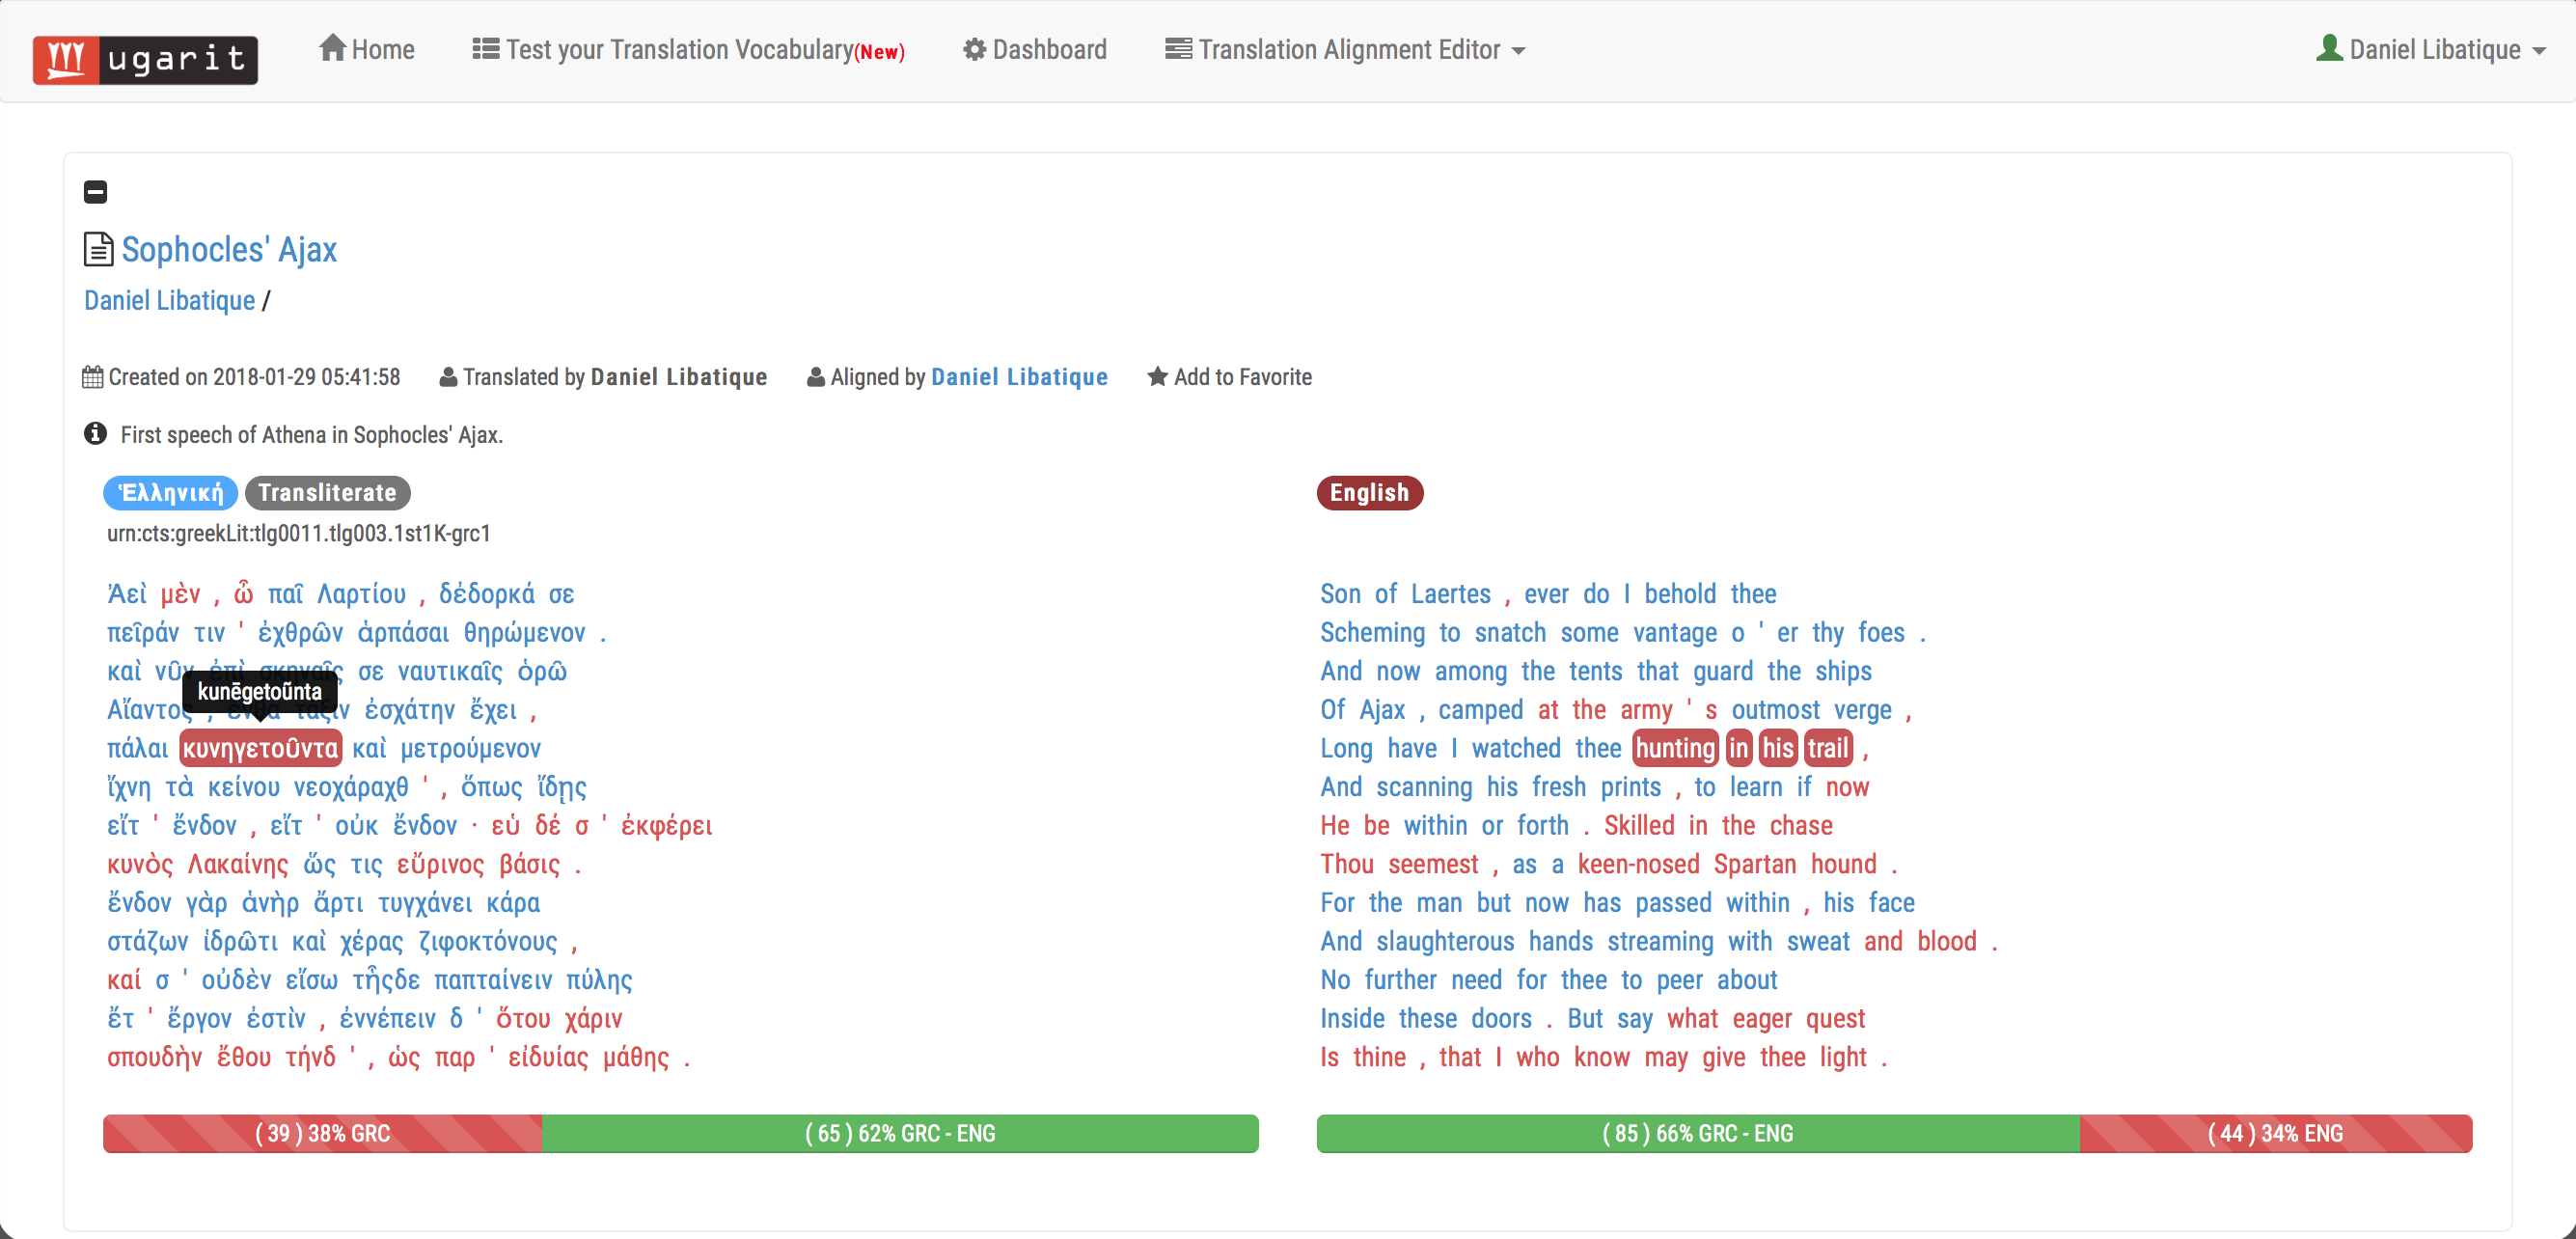 ugarit
Home
Test your Translation Vocabulary(New)
Dashboard
Translation Alignment Editor
Daniel Libatique
Sophocles' Ajax
Daniel Libatique /
Created on 2018-01-29 05:41:58
Translated by Daniel Libatique
Aligned by Daniel Libatique
Add to Favorite
First speech of Athena in Sophocles' Ajax.
Ἑλληνική Transliterate
urn:cts:greekLit:tlg0011.tlg003.1st1K-grc1
Ἀεὶ μὲν , ὦ παῖ Λαρτίου , δέδορκά σε
πεῖράν τιν ' ἐχθρῶν ἁρπάσαι θηρώμενον .
καὶ νῦν ἐπὶ σκηναῖς σε ναυτικαῖς ὁρῶ
kunēgetoũnta
Αἴαντος , ἔνθα τάξιν ἐσχάτην ἔχει ,
πάλαι κυνηγετοῦντα καὶ μετρούμενον
ἴχνη τὰ κείνου νεοχάραχθ ' , ὅπως ἴδῃς
εἴτ ' ἔνδον , εἴτ ' οὐκ ἔνδον · εὑ δέ σ ' ἐκφέρει
κυνὸς Λακαίνης ὥς τις εὔρινος βάσις .
ἔνδον γὰρ ἁνὴρ ἄρτι τυγχάνει κάρα
στάζων ἱδρῶτι καὶ χέρας ζιφοκτόνους ,
καί σ ' οὐδὲν εἴσω τῆςδε παπταίνειν πύλης
ἔτ ' ἔργον ἐστὶν , ἐννέπειν δ ' ὅτου χάριν
σπουδὴν ἔθου τήνδ ' , ὡς παρ ' εἰδυίας μάθης .
( 39 ) 38% GRC
( 65 ) 62% GRC - ENG
English
Son of Laertes , ever do I behold thee
Scheming to snatch some vantage o ' er thy foes .
And now among the tents that guard the ships
Of Ajax , camped at the army ' s outmost verge ,
Long have I watched thee hunting in his trail ,
And scanning his fresh prints , to learn if now
He be within or forth . Skilled in the chase
Thou seemest , as a keen-nosed Spartan hound .
For the man but now has passed within , his face
And slaughterous hands streaming with sweat and blood .
No further need for thee to peer about
Inside these doors . But say what eager quest
Is thine , that I who know may give thee light .
( 85 ) 66% GRC - ENG
( 44 ) 34% ENG